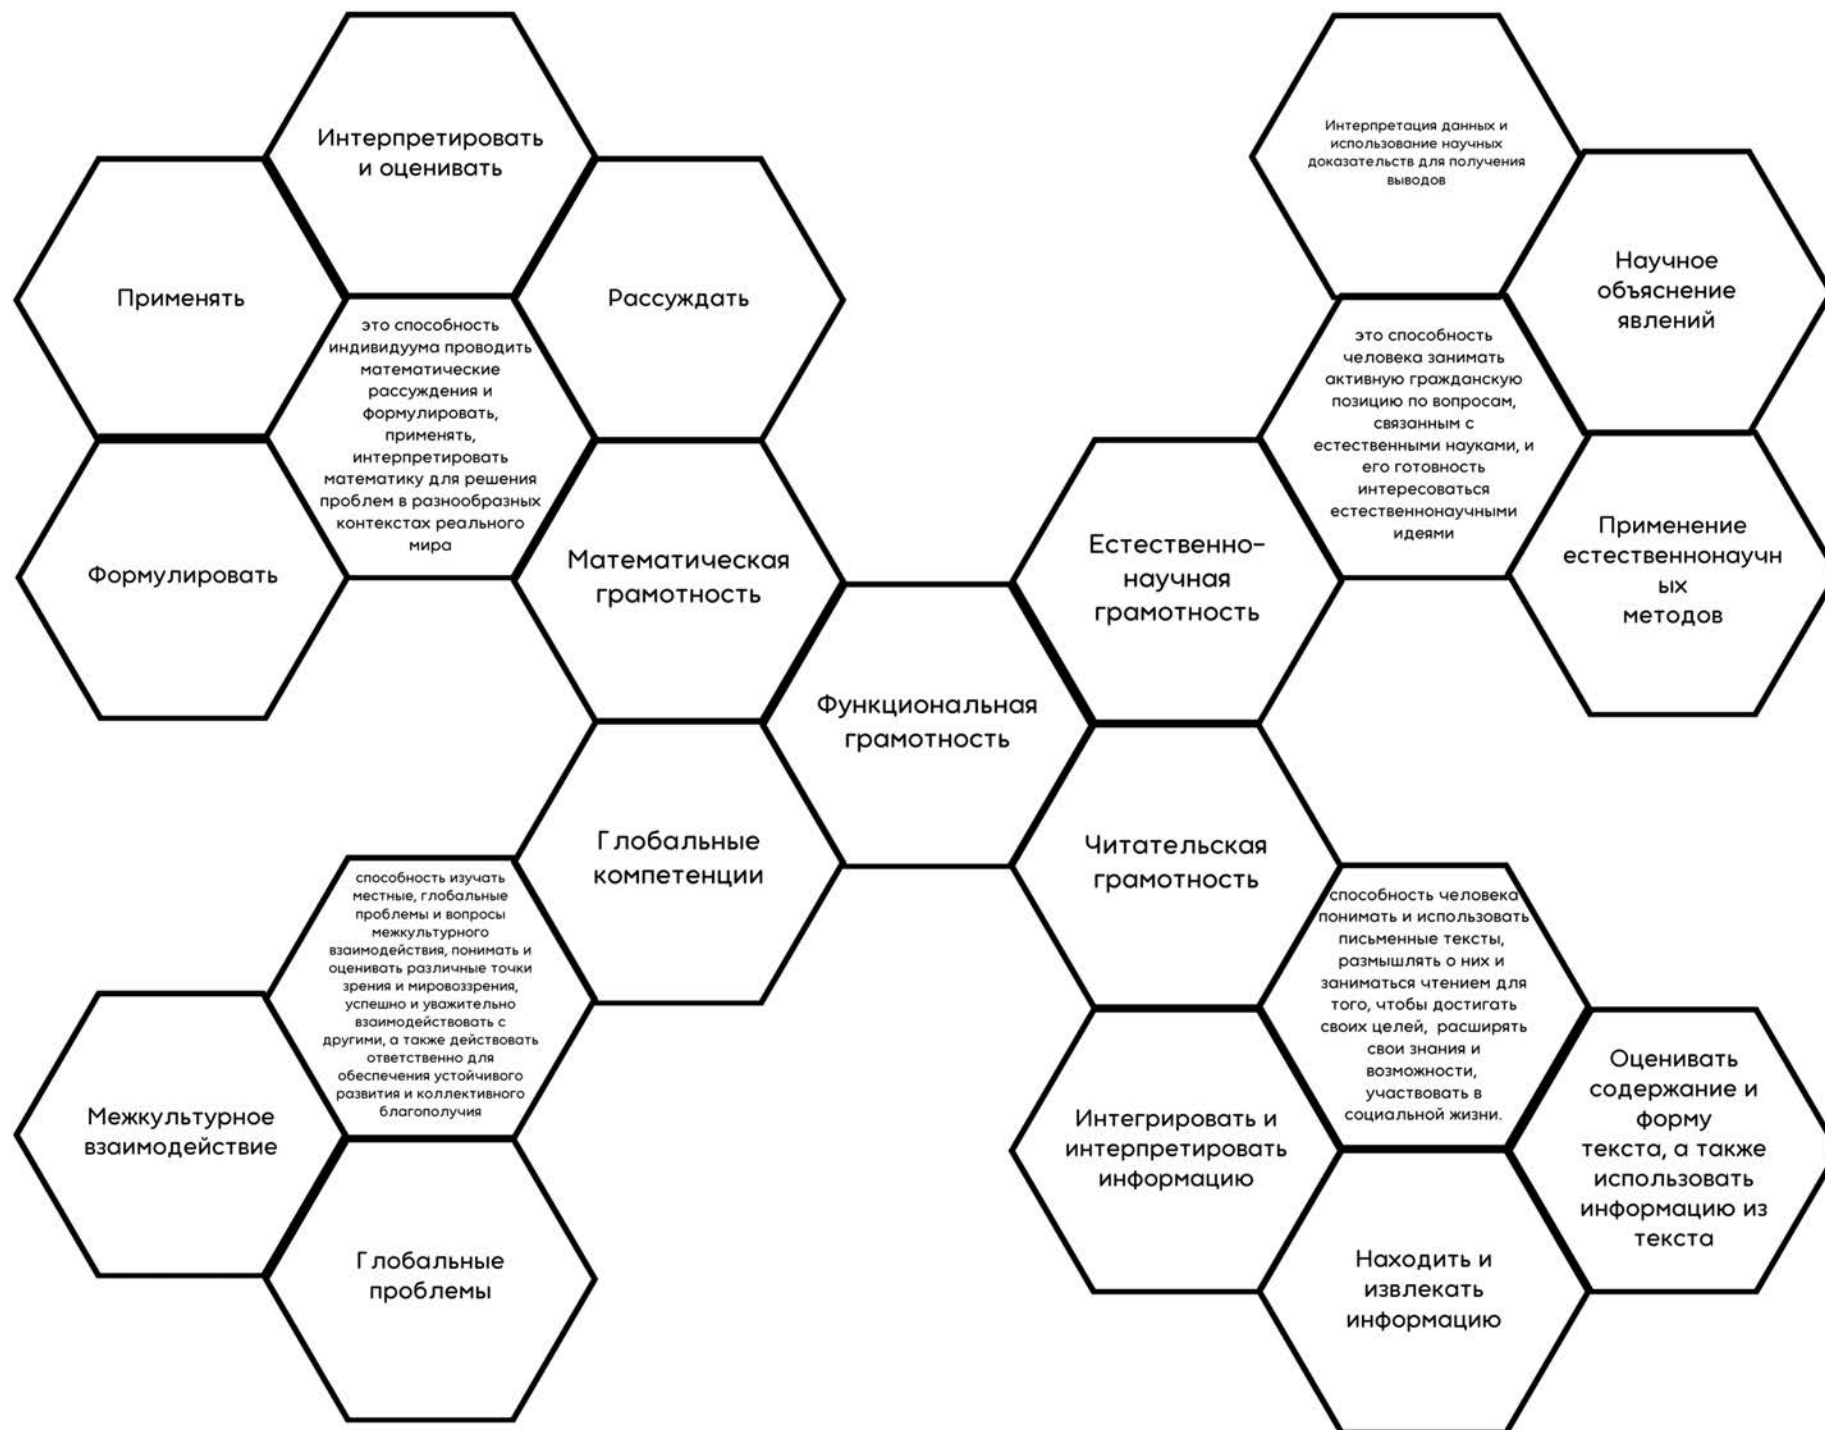 Интерпретировать
и оценивать
Применять
Рассуждать
это способность
индивидуума проводить
математические
рассуждения и
формулировать,
применять,
интерпретировать
математику для решения
проблем в разнообразных
контекстах реального
мира
Формулировать
Математическая
грамотность
Интерпретация данных и
использование научных
доказательств для получения
выводов
Научное
объяснение
явлений
это способность
человека занимать
активную гражданскую
позицию по вопросам,
связанным с
естественными науками, и
его готовность
интересоваться
естественнонаучными
идеями
Применение
естественнонаучн
ых
методов
Естественно-
научная
грамотность
Функциональная
грамотность
Глобальные
компетенции
способность изучать
местные, глобальные
проблемы и вопросы
межкультурного
взаимодействия, понимать и
оценивать различные точки
зрения и мировоззрения,
успешно и уважительно
взаимодействовать с
другими, а также действовать
ответственно для
обеспечения устойчивого
развития и коллективного
благополучия
Межкультурное
взаимодействие
Глобальные
проблемы
Читательская
грамотность
способность человека
понимать и использовать
письменные тексты,
размышлять о них и
заниматься чтением для
того, чтобы достигать
своих целей, расширять
свои знания и
возможности,
участвовать в
социальной жизни.
Интегрировать и
интерпретировать
информацию
Оценивать
содержание и
форму
текста, а также
использовать
информацию из
текста
Находить и
извлекать
информацию